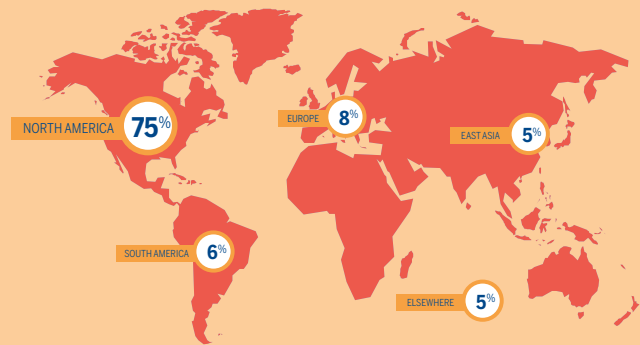 NORTH AMERICA 75%
EUROPE 8%
EAST ASIA 5%
SOUTH AMERICA 6%
ELSEWHERE 5%